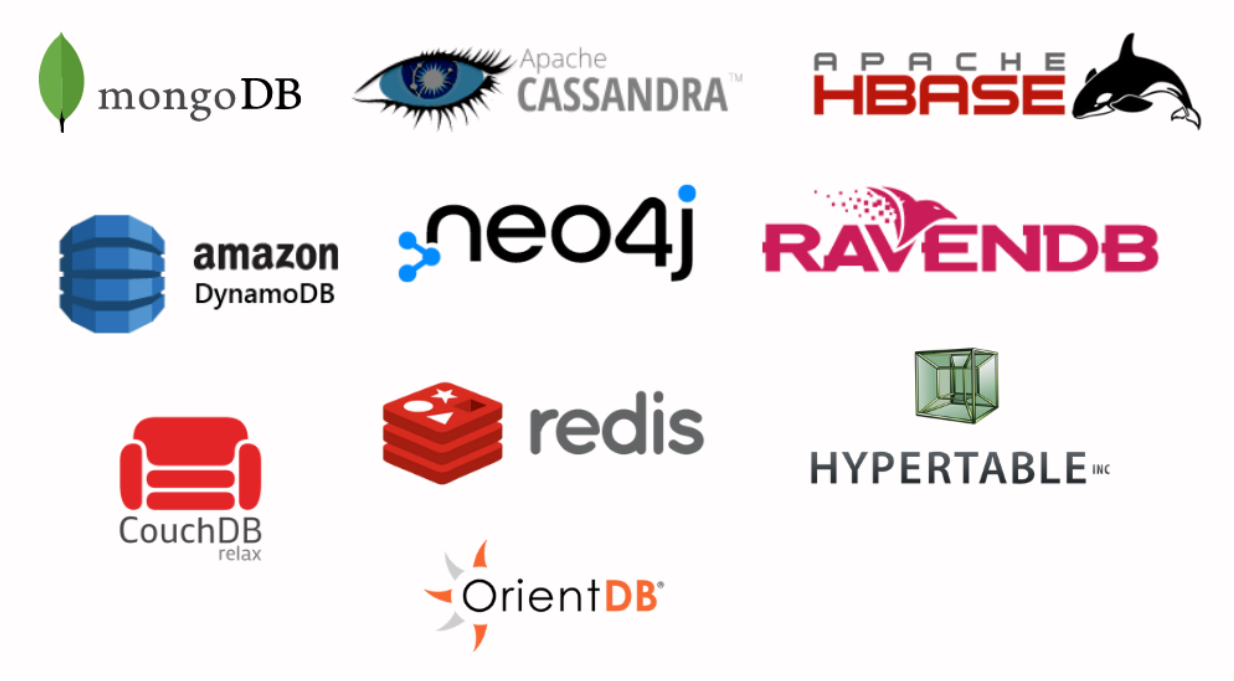 mongoDB
Apache
CASSANDRA™
APACHE
HBASE
amazon
DynamoDB
neo4j
RAVENDB
CouchDB
relax
redis
HYPERTABLE INC
OrientDB®